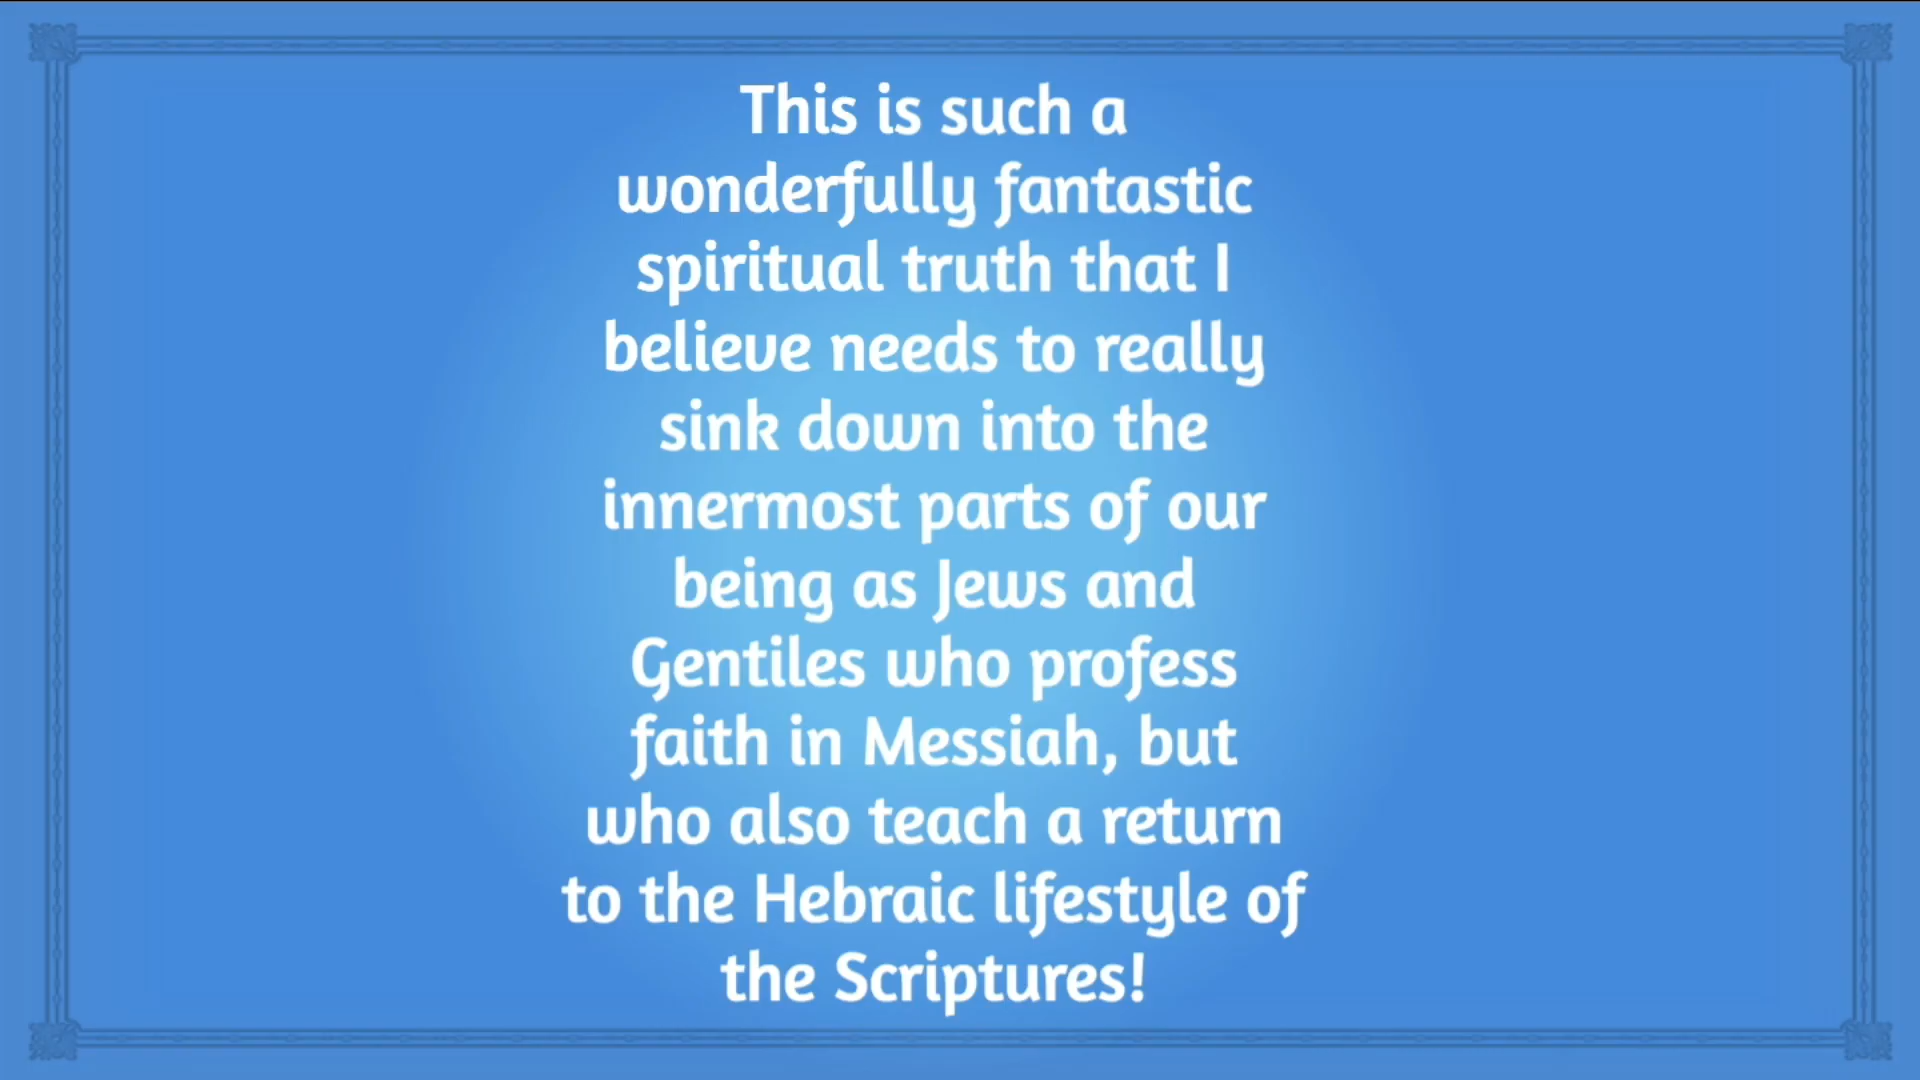 This is such a
wonderfully fantastic
spiritual truth that I
believe needs to really
sink down into the
innermost parts of our
being as Jews and
Gentiles who profess
faith in Messiah, but
who also teach a return
to the Hebraic lifestyle of
the Scriptures!